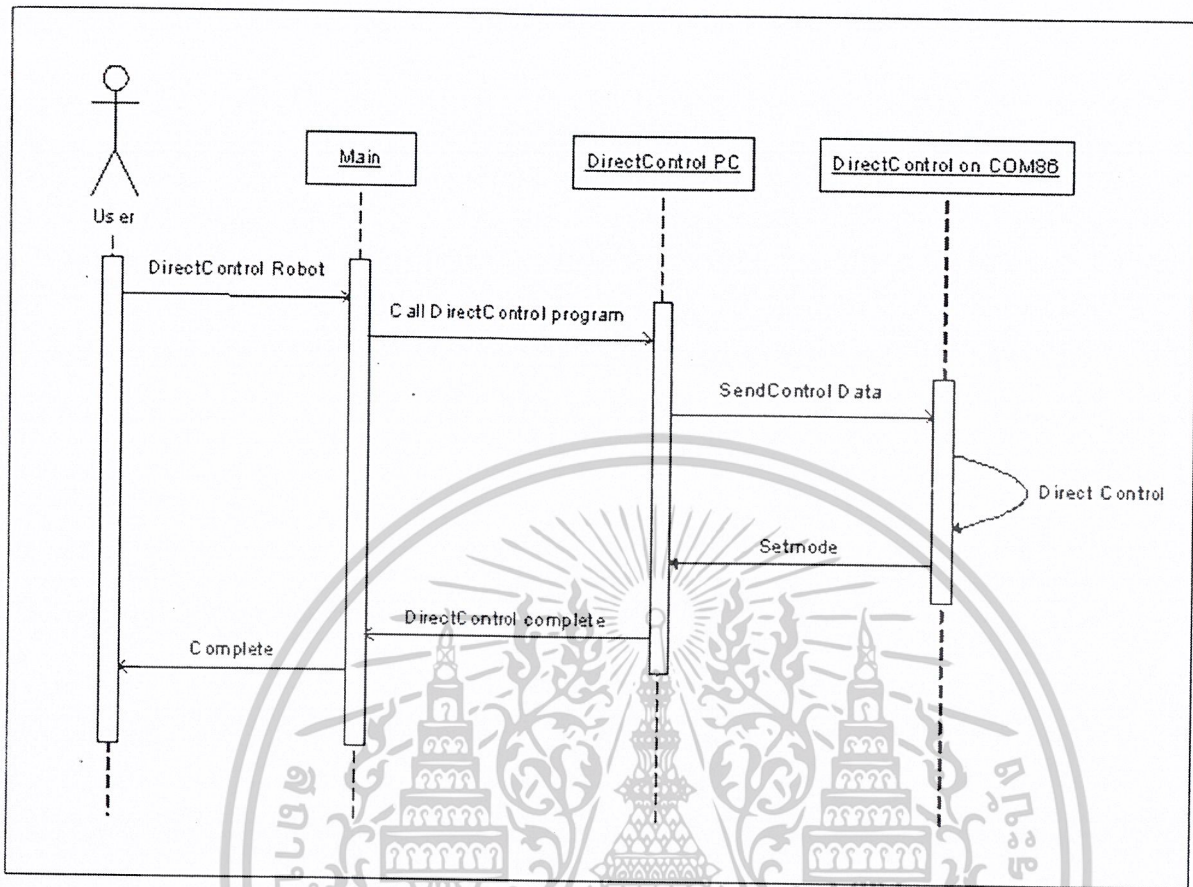 User
Main
DirectControl PC
DirectControl on COM86
DirectControl Robot
Call DirectControl program
SendControl Data
Direct Control
Setmode
DirectControl complete
Complete